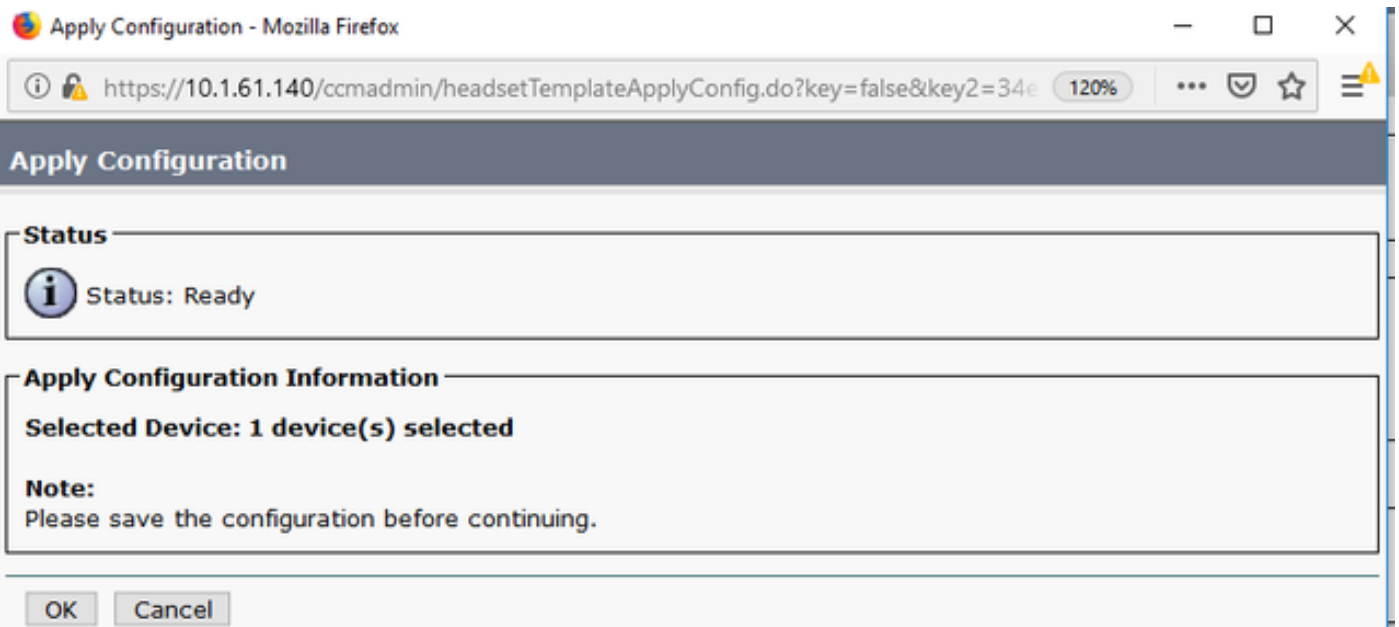 Apply Configuration - Mozilla Firefox
https://10.1.61.140/ccmadmin/headsetTemplateApplyConfig.do?key=false&key2=34e
120%
Apply Configuration
Status
Status: Ready
Apply Configuration Information
Selected Device: 1 device(s) selected
Note:
Please save the configuration before continuing.
OK Cancel